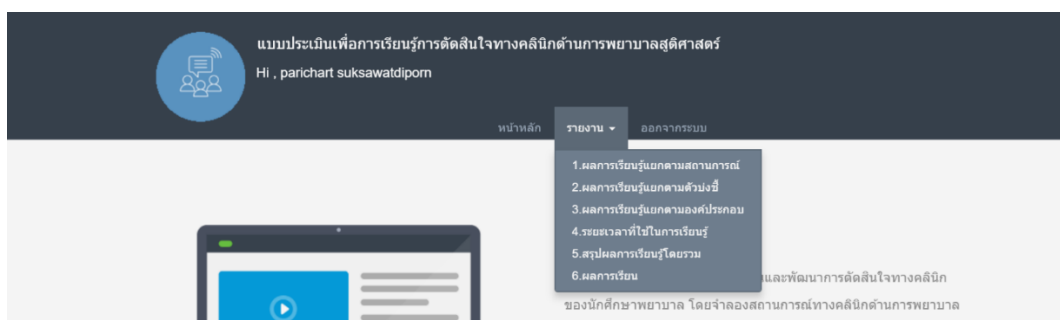 แบบประเมินเพื่อการเรียนรู้การตัดสินใจทางคลินิกด้านการพยาบาลสูติศาสตร์
Hi , parichart suksawatdiporn
หน้าหลัก รายงาน ออกจากระบบ
1.ผลการเรียนรู้แยกตามสถานการณ์
2.ผลการเรียนรู้แยกตามตัวบ่งชี้
3.ผลการเรียนรู้แยกตามองค์ประกอบ
4.ระยะเวลาที่ใช้ในการเรียนรู้
5.สรุปผลการเรียนรู้โดยรวม
6.ผลการเรียน
และพัฒนาการตัดสินใจทางคลินิก
ของนักศึกษาพยาบาล โดยจำลองสถานการณ์ทางคลินิกด้านการพยาบาล